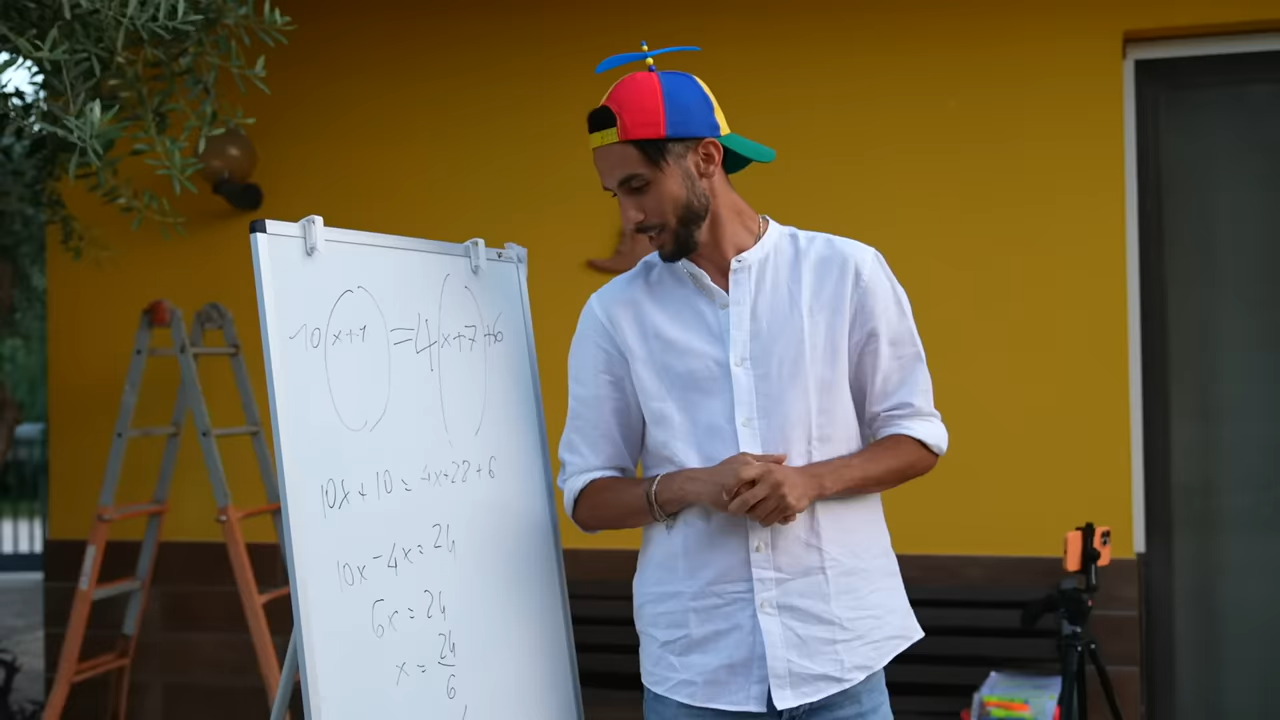 10(x+1)=4(x+7)+6
10x+10=4x+28+6
10x-4x=24
6x=24
x=24/6